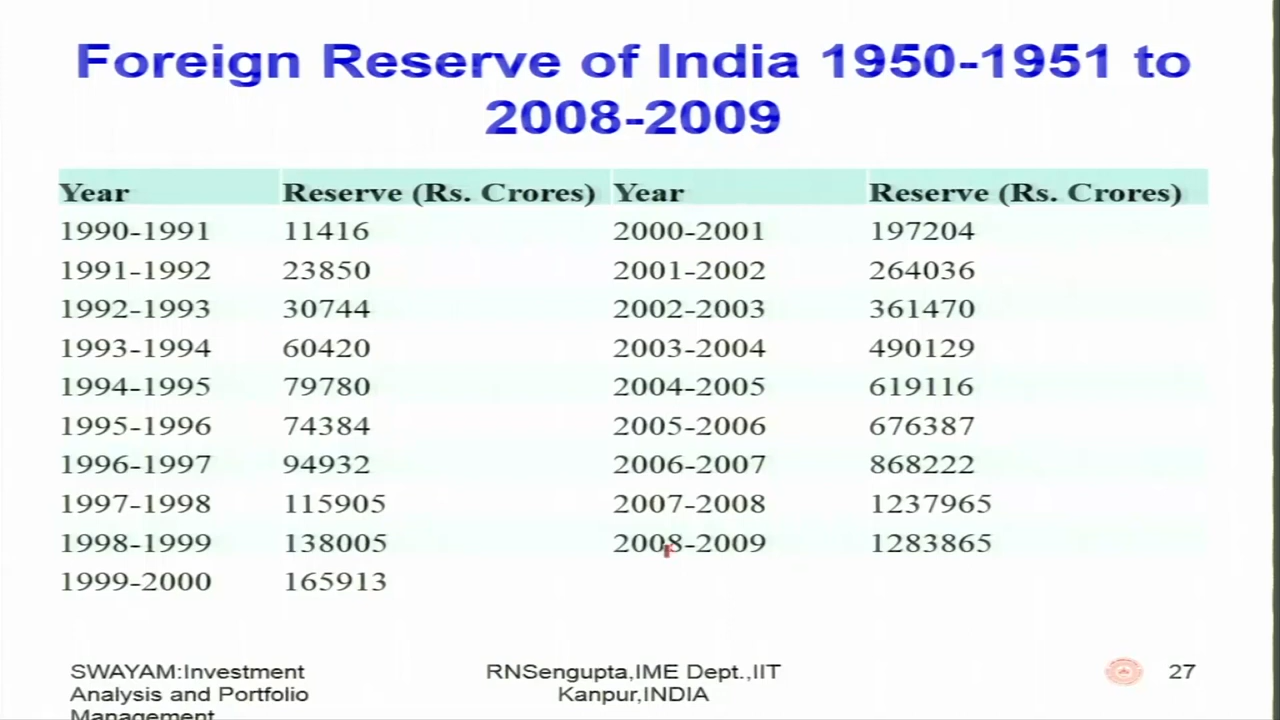 Foreign Reserve of India 1950-1951 to
2008-2009
Year Reserve (Rs. Crores) Year Reserve (Rs. Crores)
1990-1991 11416 2000-2001 197204
1991-1992 23850 2001-2002 264036
1992-1993 30744 2002-2003 361470
1993-1994 60420 2003-2004 490129
1994-1995 79780 2004-2005 619116
1995-1996 74384 2005-2006 676387
1996-1997 94932 2006-2007 868222
1997-1998 115905 2007-2008 1237965
1998-1999 138005 2008-2009 1283865
1999-2000 165913
SWAYAM:Investment
Analysis and Portfolio
Management
RNSengupta,IME Dept.,IIT
Kanpur,INDIA
27